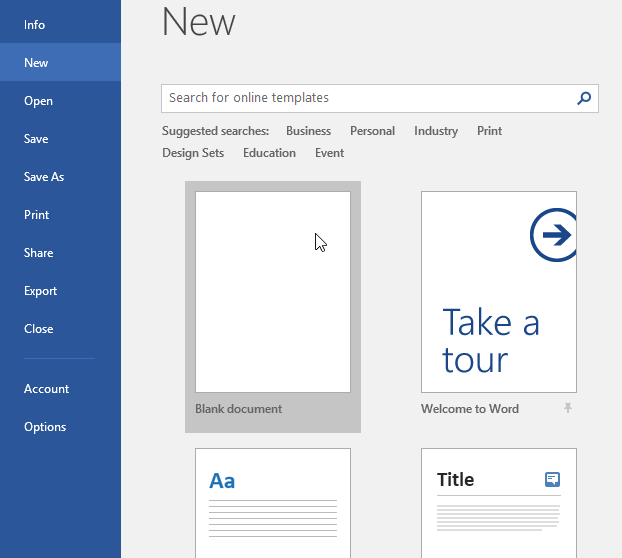 Info
New
Open
Save
Save As
Print
Share
Export
Close
Account
Options
New
Search for online templates
Suggested searches: Business Personal Industry Print
Design Sets Education Event
Take a
tour
Blank document
Welcome to Word
Aa
Title